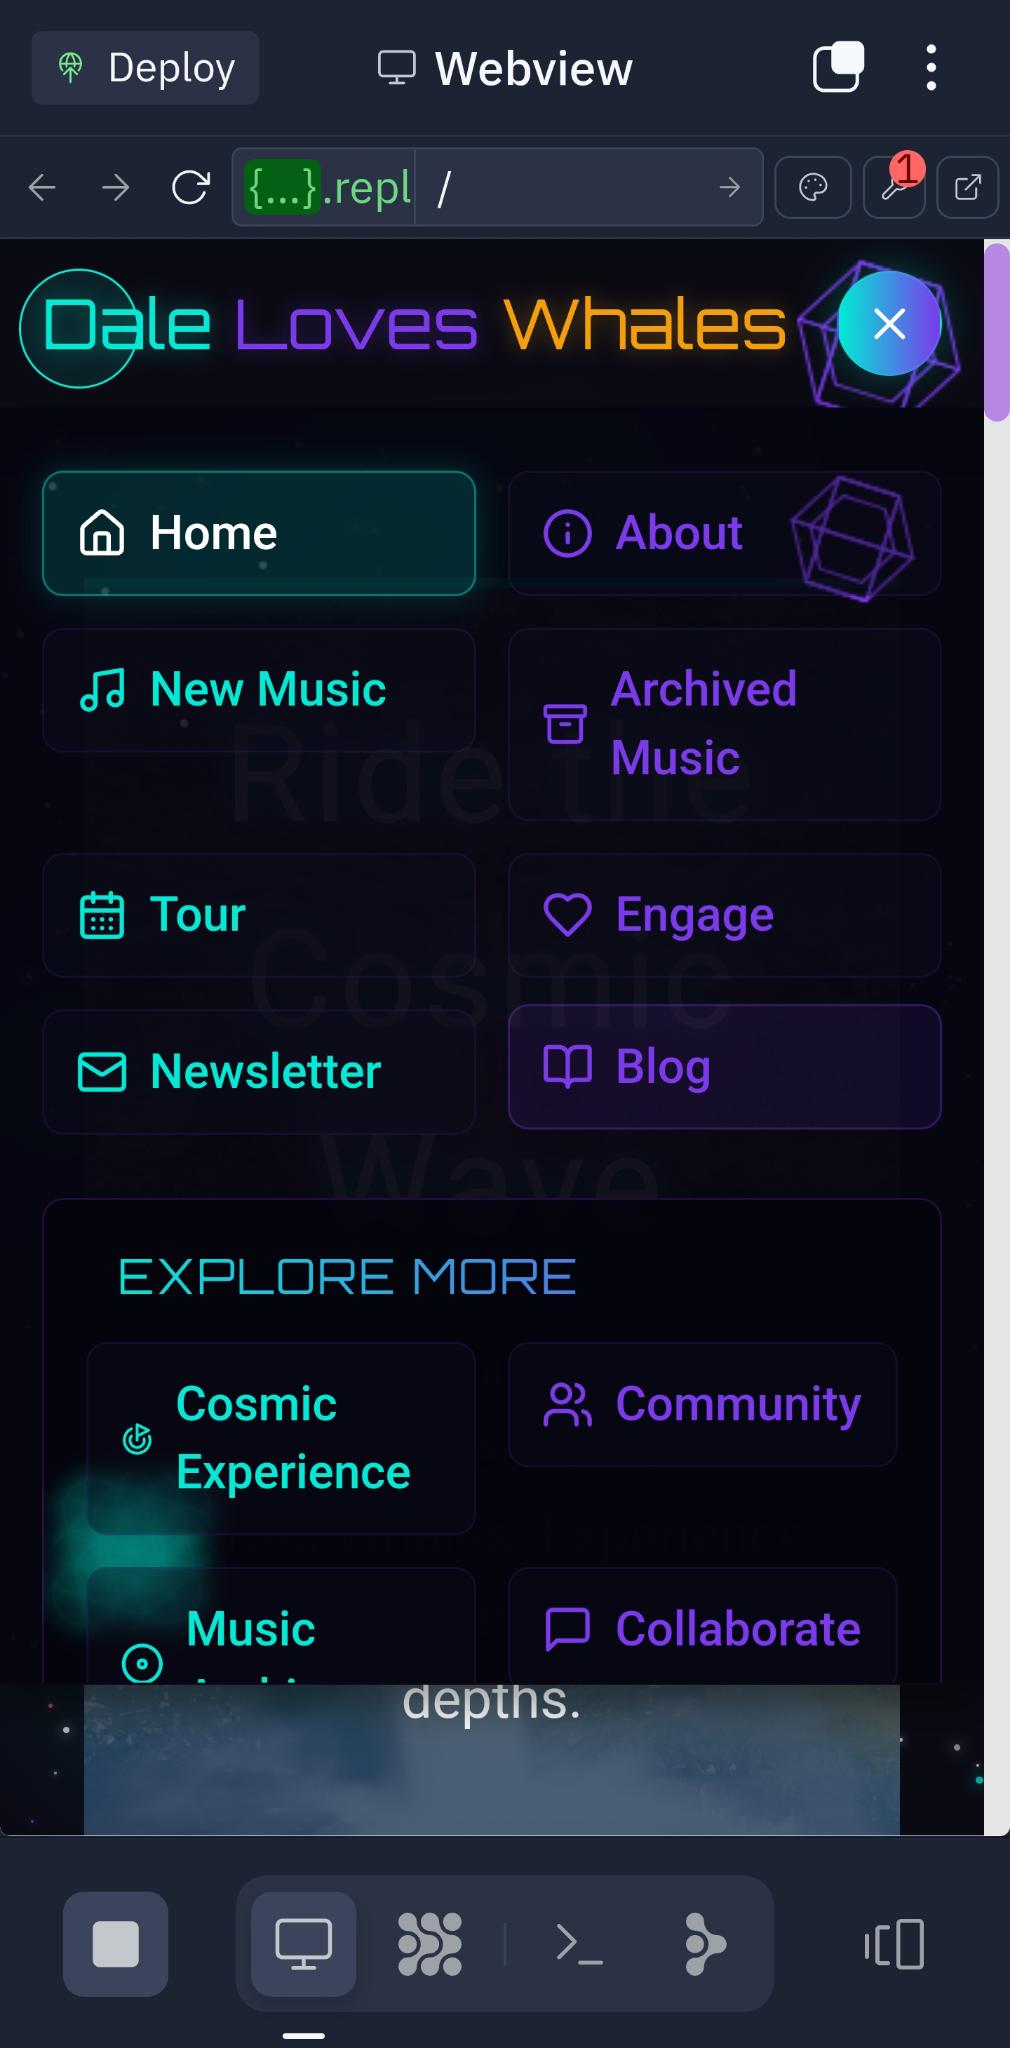 Deploy
Webview
{...}.repl /
1
Dale Loves Whales
Home
About
New Music
Archived
Music
Ride the
Tour
Engage
Cosmic
Newsletter
Blog
Wave
EXPLORE MORE
Cosmic
Experience
Community
Music
Collaborate
depths.